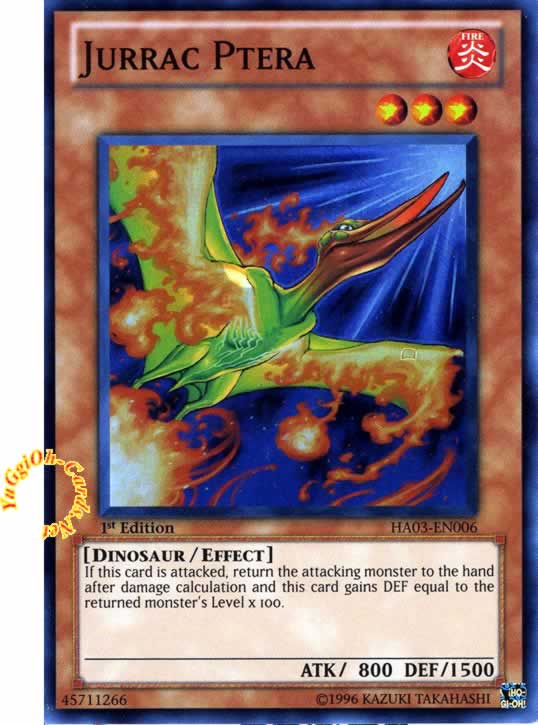 Jurrac Ptera
FIRE
炎
YuGgiOh-Cards.Net
1st Edition
HA03-EN006
[Dinosaur / Effect]
If this card is attacked, return the attacking monster to the hand
after damage calculation and this card gains DEF equal to the
returned monster's Level x 100.
ATK/ 800 DEF/1500
45711266
©1996 KAZUKI TAKAHASHI